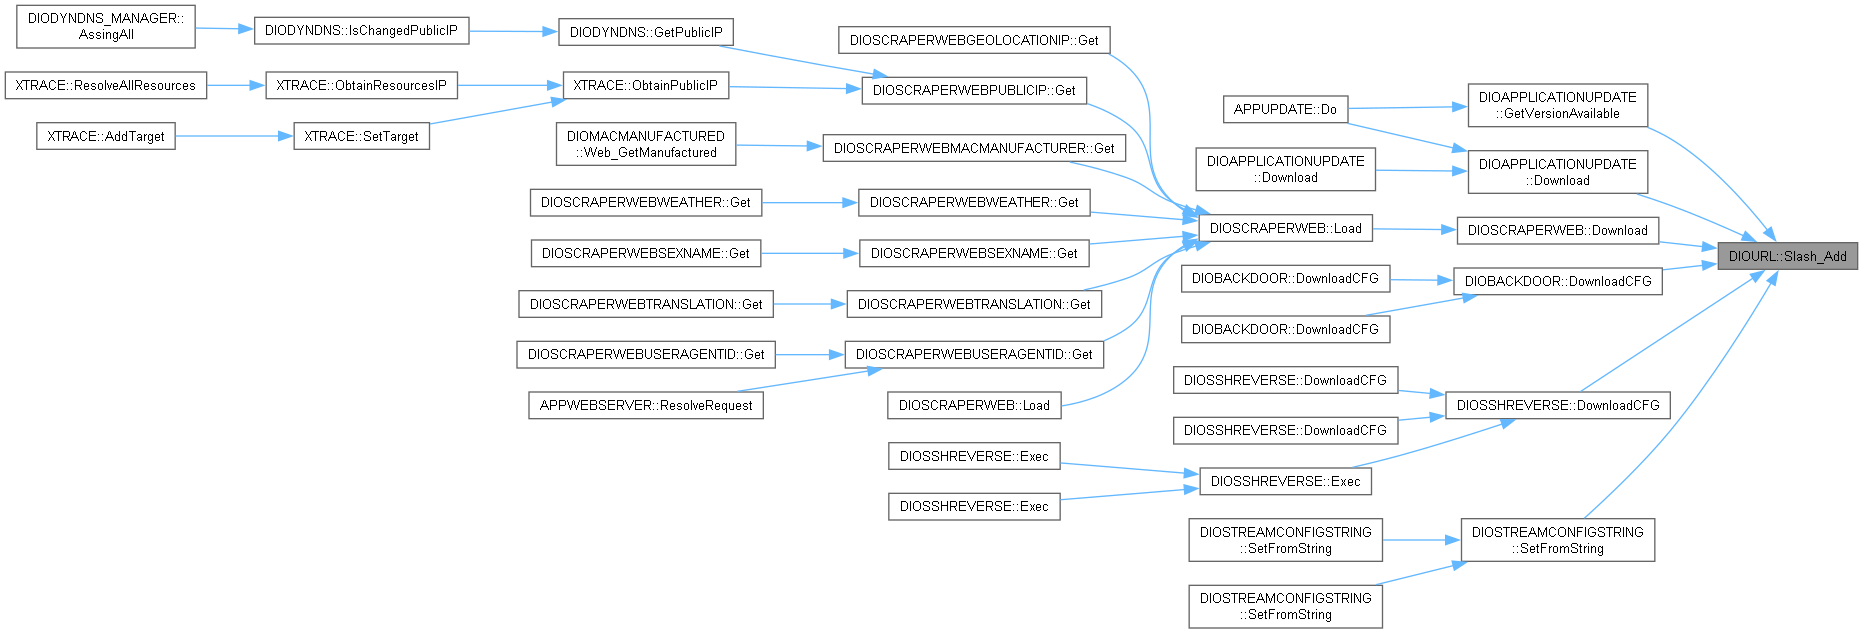 DIODYNDNS_MANAGER::
AssingAll
DIODYNDNS::IsChangedPublicIP
DIODYNDNS::GetPublicIP
DIOSCRAPERWEBGEOLOCATIONIP::Get
XTRACE::ResolveAllResources
XTRACE::ObtainResourcesIP
XTRACE::ObtainPublicIP
DIOSCRAPERWEBPUBLICIP::Get
XTRACE::AddTarget
XTRACE::SetTarget
DIOMACMANUFACTURED
::Web_GetManufactured
DIOSCRAPERWEBMACMANUFACTURER::Get
DIOSCRAPERWEBWEATHER::Get
DIOSCRAPERWEBWEATHER::Get
DIOSCRAPERWEBSEXNAME::Get
DIOSCRAPERWEBSEXNAME::Get
DIOSCRAPERWEBTRANSLATION::Get
DIOSCRAPERWEBTRANSLATION::Get
DIOSCRAPERWEBUSERAGENTID::Get
DIOSCRAPERWEBUSERAGENTID::Get
APPWEBSERVER::ResolveRequest
DIOSCRAPERWEB::Load
DIOSSHREVERSE::Exec
DIOSSHREVERSE::Exec
APPUPDATE::Do
DIOAPPLICATIONUPDATE
::GetVersionAvailable
DIOAPPLICATIONUPDATE
::Download
DIOAPPLICATIONUPDATE
::Download
DIOSCRAPERWEB::Load
DIOSCRAPERWEB::Download
DIOURL::Slash_Add
DIOBACKDOOR::DownloadCFG
DIOBACKDOOR::DownloadCFG
DIOBACKDOOR::DownloadCFG
DIOSSHREVERSE::DownloadCFG
DIOSSHREVERSE::DownloadCFG
DIOSSHREVERSE::DownloadCFG
DIOSSHREVERSE::Exec
DIOSTREAMCONFIGSTRING
::SetFromString
DIOSTREAMCONFIGSTRING
::SetFromString
DIOSTREAMCONFIGSTRING
::SetFromString